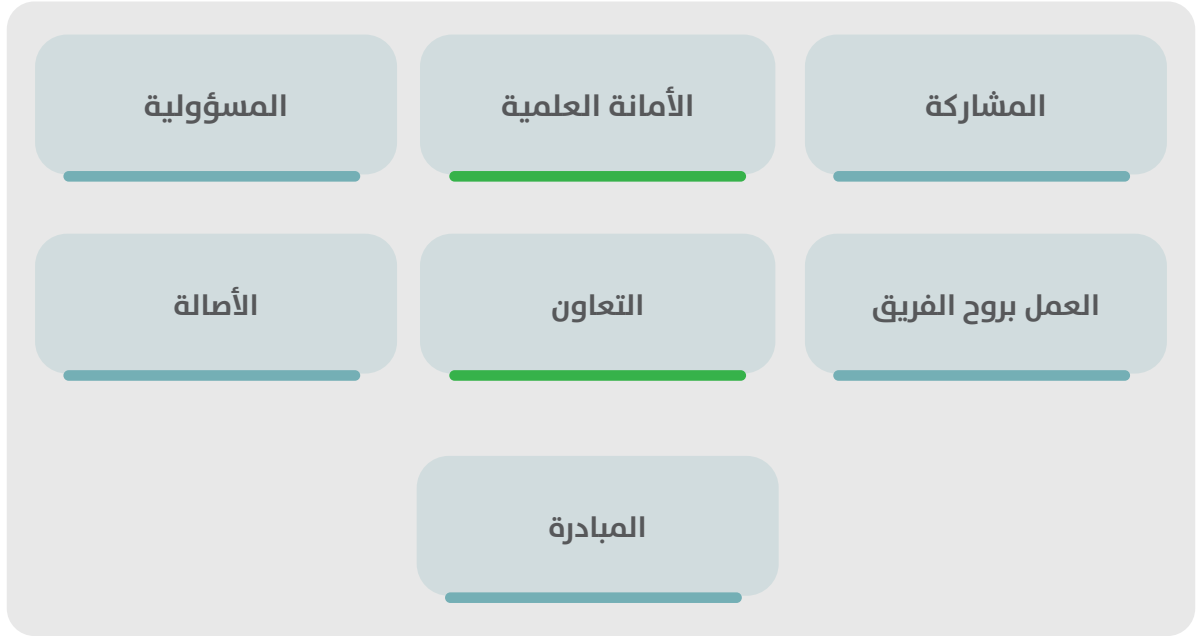 المشاركة
الأمانة العلمية
المسؤولية
العمل بروح الفريق
التعاون
الأصالة
المبادرة